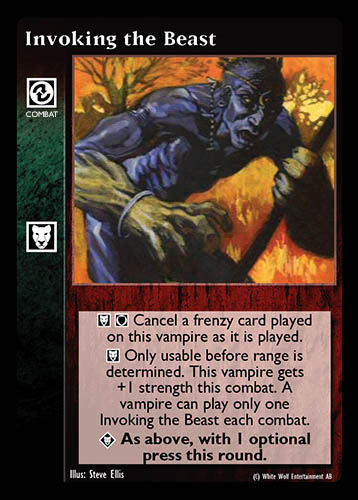 Invoking the Beast
COMBAT
Cancel a frenzy card played
on this vampire as it is played.
Only usable before range is
determined. This vampire gets
+1 strength this combat. A
vampire can play only one
Invoking the Beast each combat.
As above, with 1 optional
press this round.
Illus: Steve Ellis
(C) White Wolf Entertainment AB